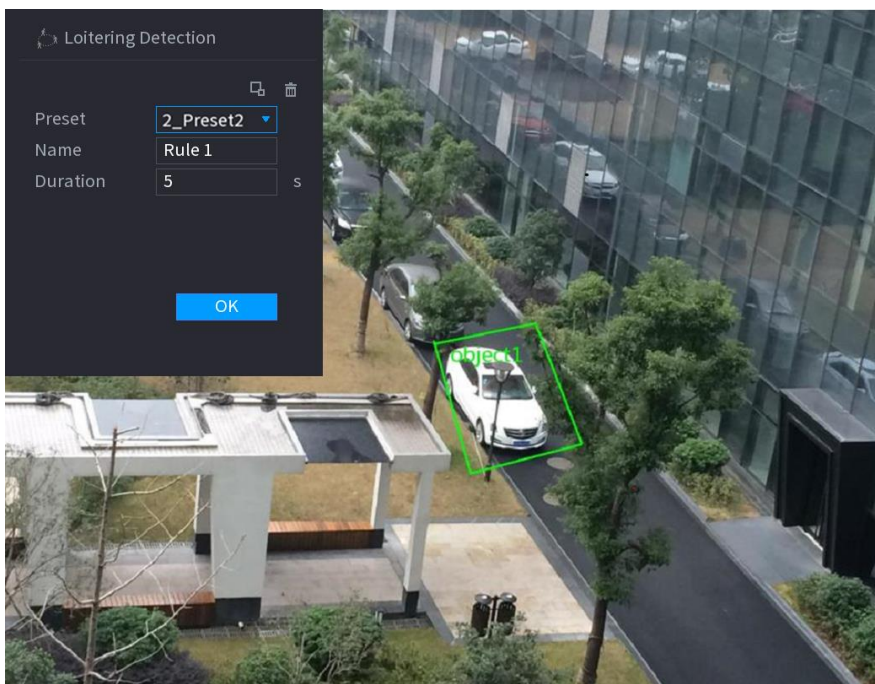 Loitering Detection
Preset 2_Preset2
Name Rule 1
Duration 5 s
OK
object1